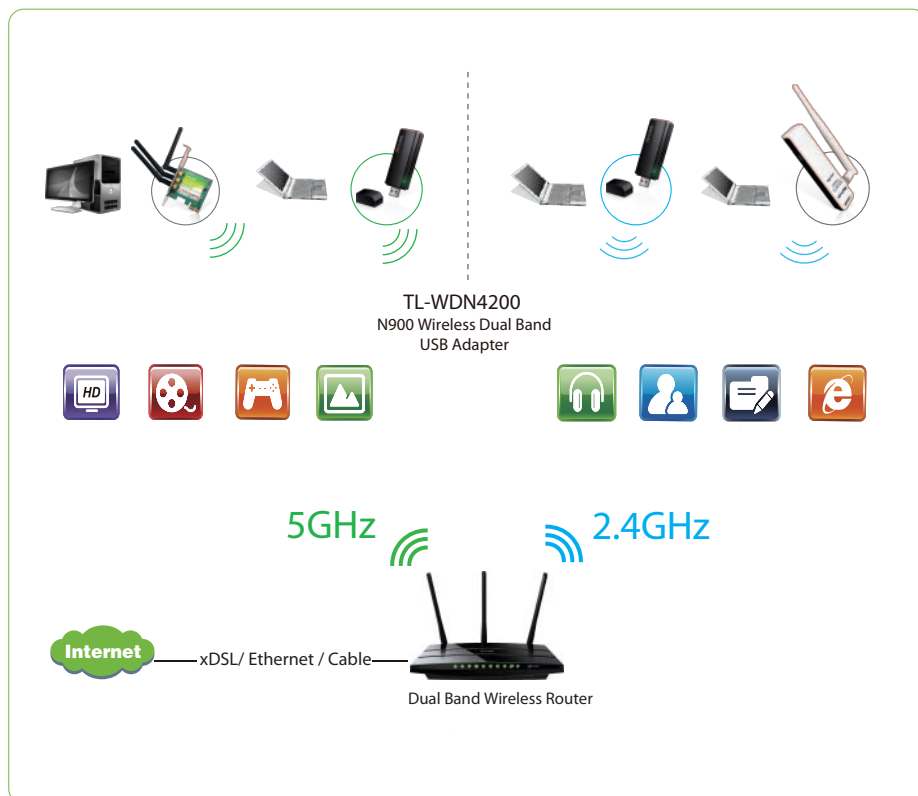 TL-WDN4200
N900 Wireless Dual Band
USB Adapter
HD
5GHz
2.4GHz
Internet
xDSL/ Ethernet / Cable
Dual Band Wireless Router